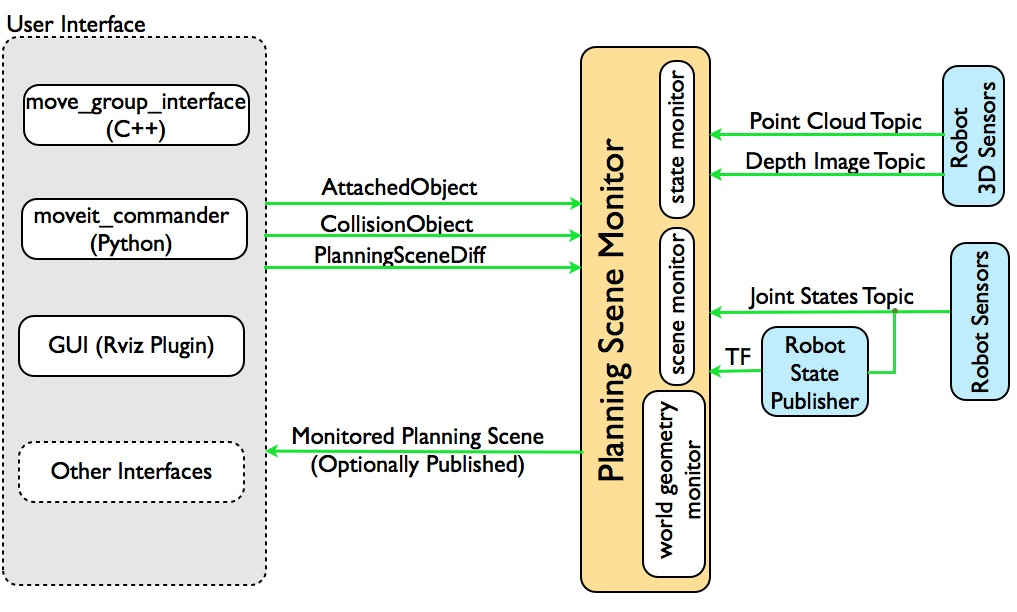 User Interface
move_group_interface
(C++)
moveit_commander
(Python)
GUI (Rviz Plugin)
Other Interfaces
AttachedObject
CollisionObject
PlanningSceneDiff
Monitored Planning Scene
(Optionally Published)
Planning Scene Monitor
state monitor
scene monitor
world geometry
monitor
Point Cloud Topic
Depth Image Topic
Joint States Topic
TF
Robot
State
Publisher
Robot
3D Sensors
Robot Sensors